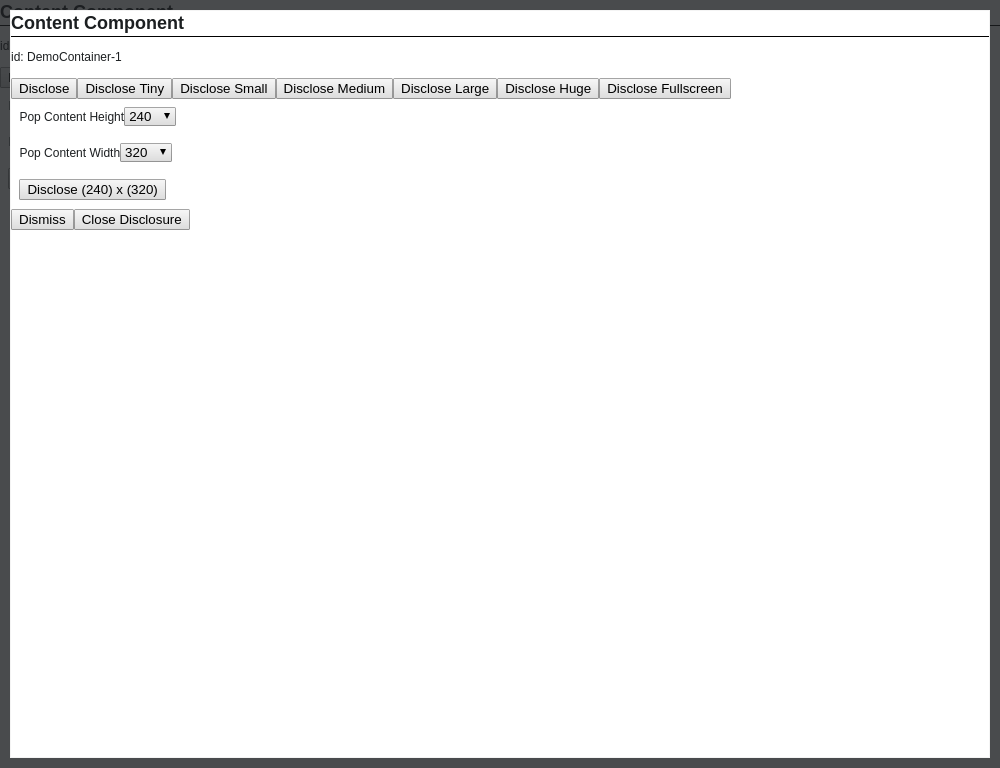 Content Component
id: DemoContainer-1
Disclose Disclose Tiny Disclose Small Disclose Medium Disclose Large Disclose Huge Disclose Fullscreen
Pop Content Height 240
Pop Content Width 320
Disclose (240) x (320)
Dismiss Close Disclosure